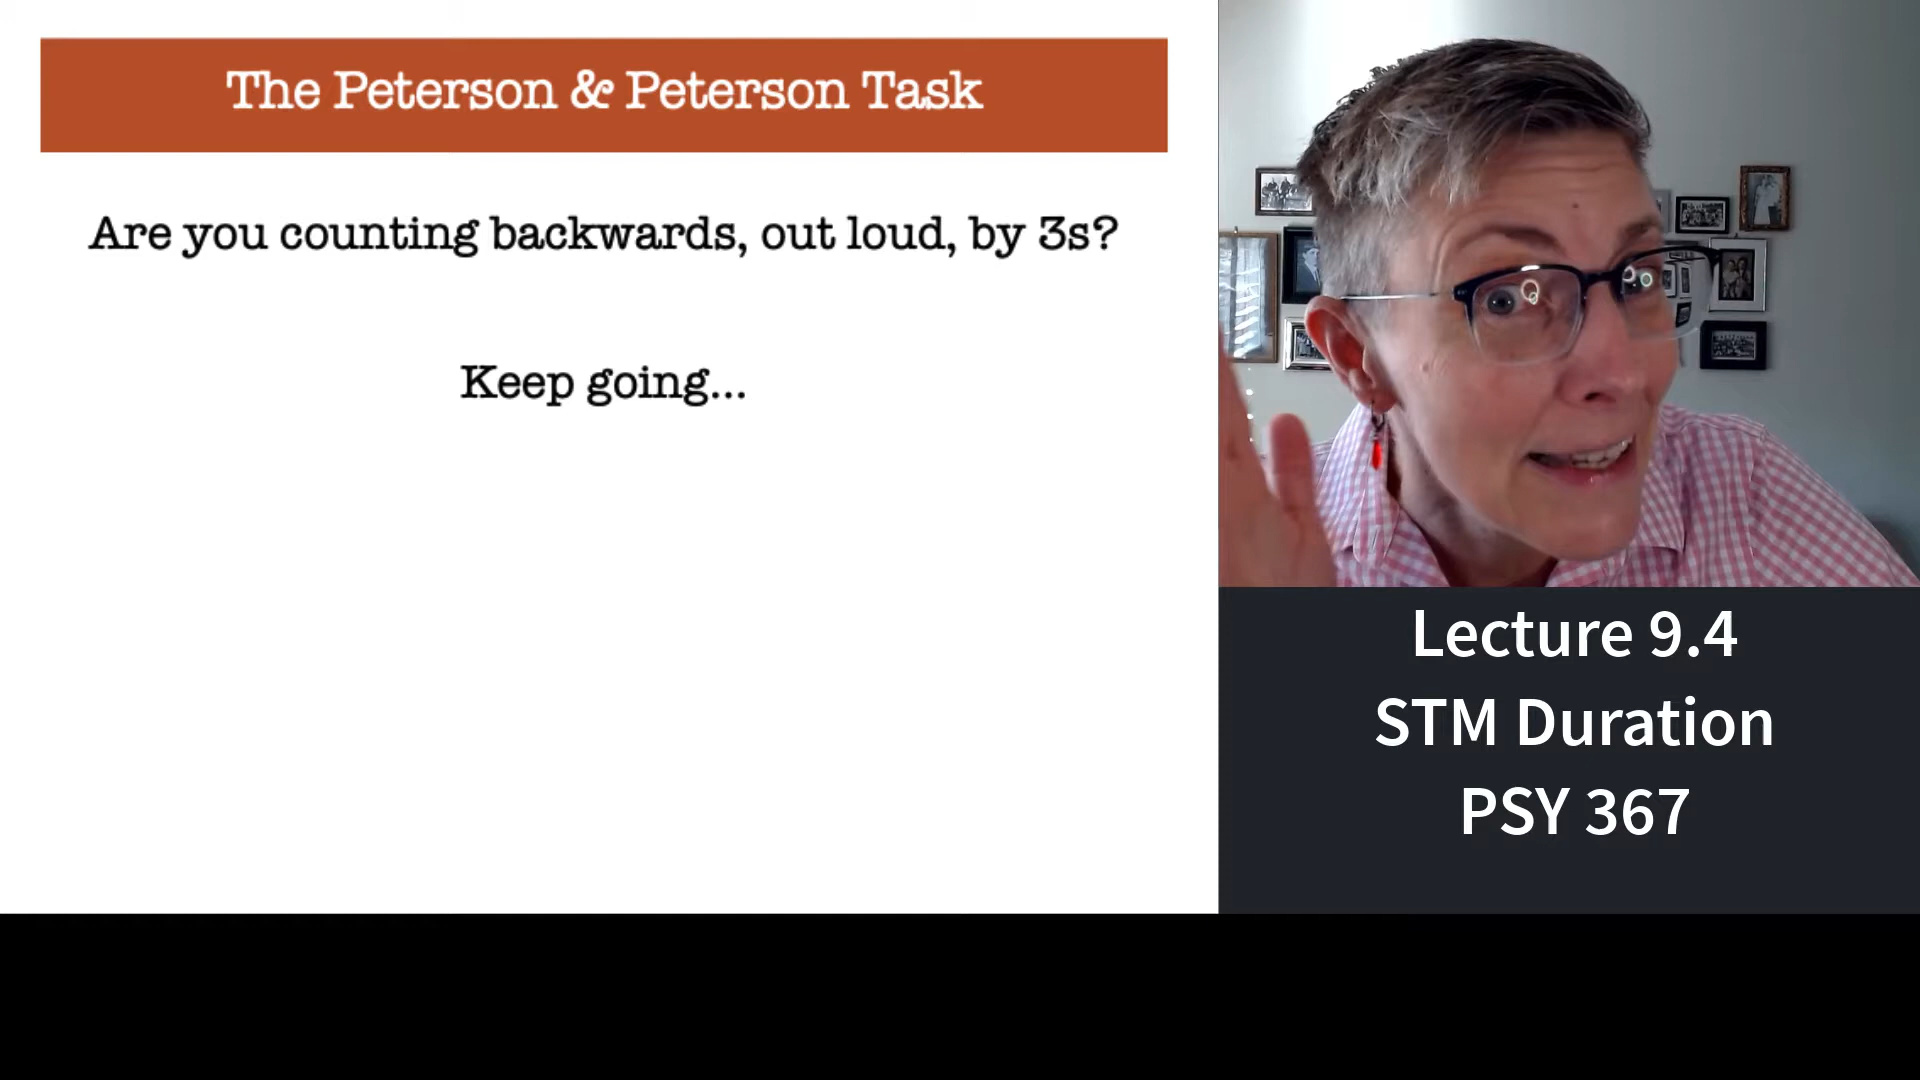 The Peterson & Peterson Task
Are you counting backwards, out loud, by 3s?
Keep going...
Lecture 9.4
STM Duration
PSY 367